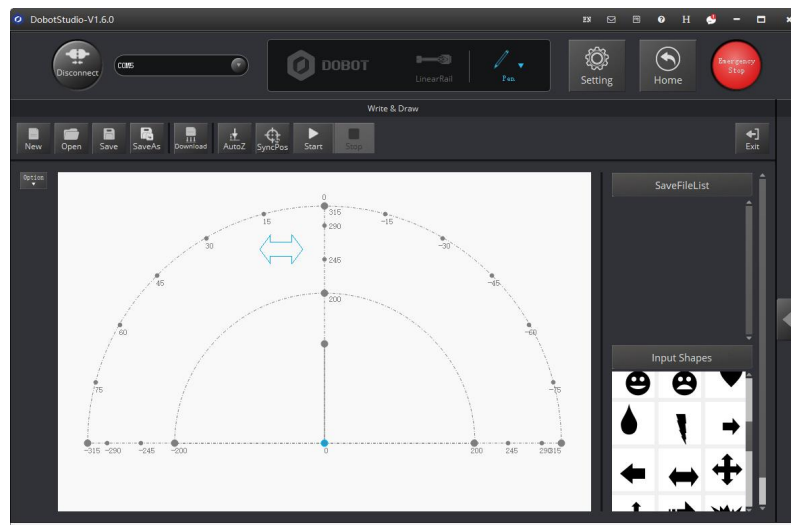 DobotStudio-V1.6.0
EN
H
Disconnect
COM5
DOBOT
LinearRail
Pen
Setting
Home
Emergency
Stop
Write & Draw
New
Open
Save
SaveAs
Download
AutoZ
SyncPos
Start
Stop
Exit
Option
SaveFileList
0
15
315
-15
290
30
-30
245
45
-45
200
60
-60
75
-75
-315 -290 -245 -200 0 200 245 290315
Input Shapes